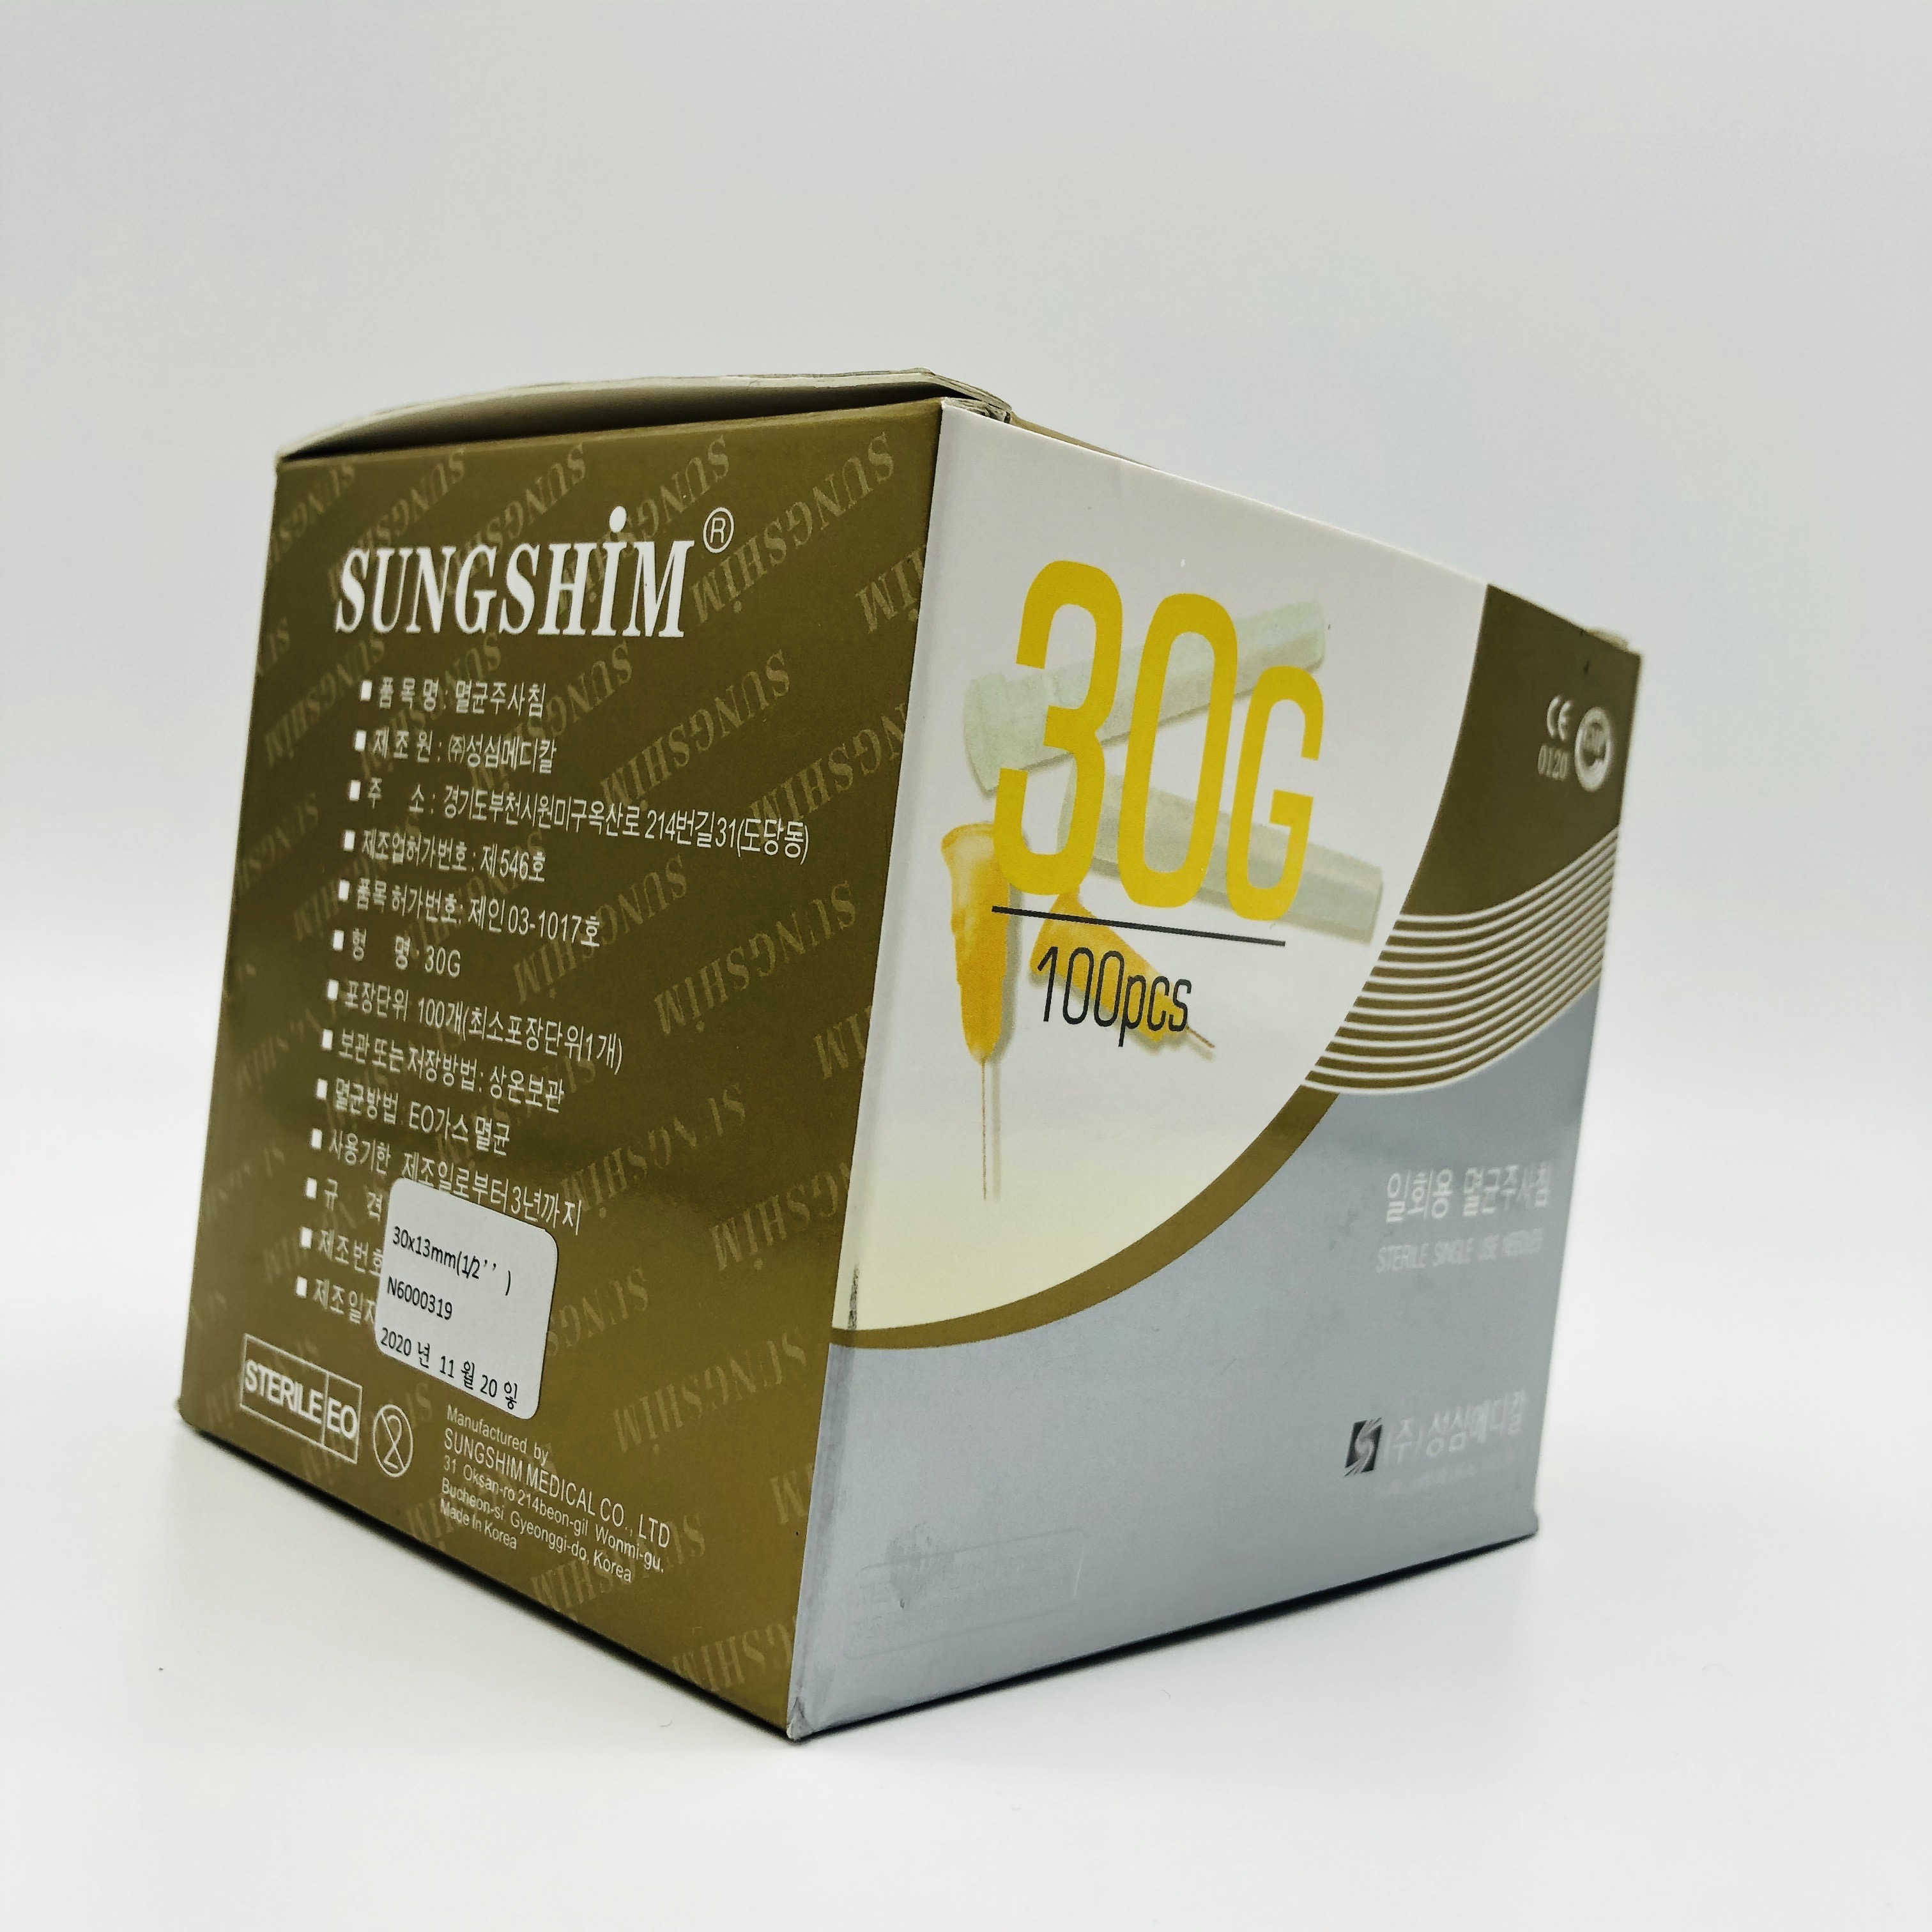 SUNGSHIM®
■ 품 목 명 : 멸균주사침
■ 제 조 원 : ㈜성심메디칼
■ 주 소 : 경기도부천시원미구옥산로 214번길31(도당동)
■ 제조업허가번호 : 제546호
■ 품목 허가번호: 제인 03-1017호
■ 형 명 : 30G
■ 포장단위 100개(최소포장단위1개)
■ 보관 또는 저장방법 : 상온보관
■ 멸균방법 : EO가스 멸균
■ 사용기한 제조일로부터 3년까지
■ 규 격
30x13mm(1/2'')
■ 제조번호
N6000319
■ 제조일자
2020 년 11 월 20 일
STERILE EO
2
Manufactured by
SUNGSHIM MEDICAL CO., LTD
31 Oksan-ro 214beon-gil Wonmi-gu,
Bucheon-si. Gyeonggi-do, Korea
Made In Korea
30G
100pcs
CE
0120
일회용 멸균주사침
STERILE SINGLE USE NEEDLES
(주) 성심메디칼